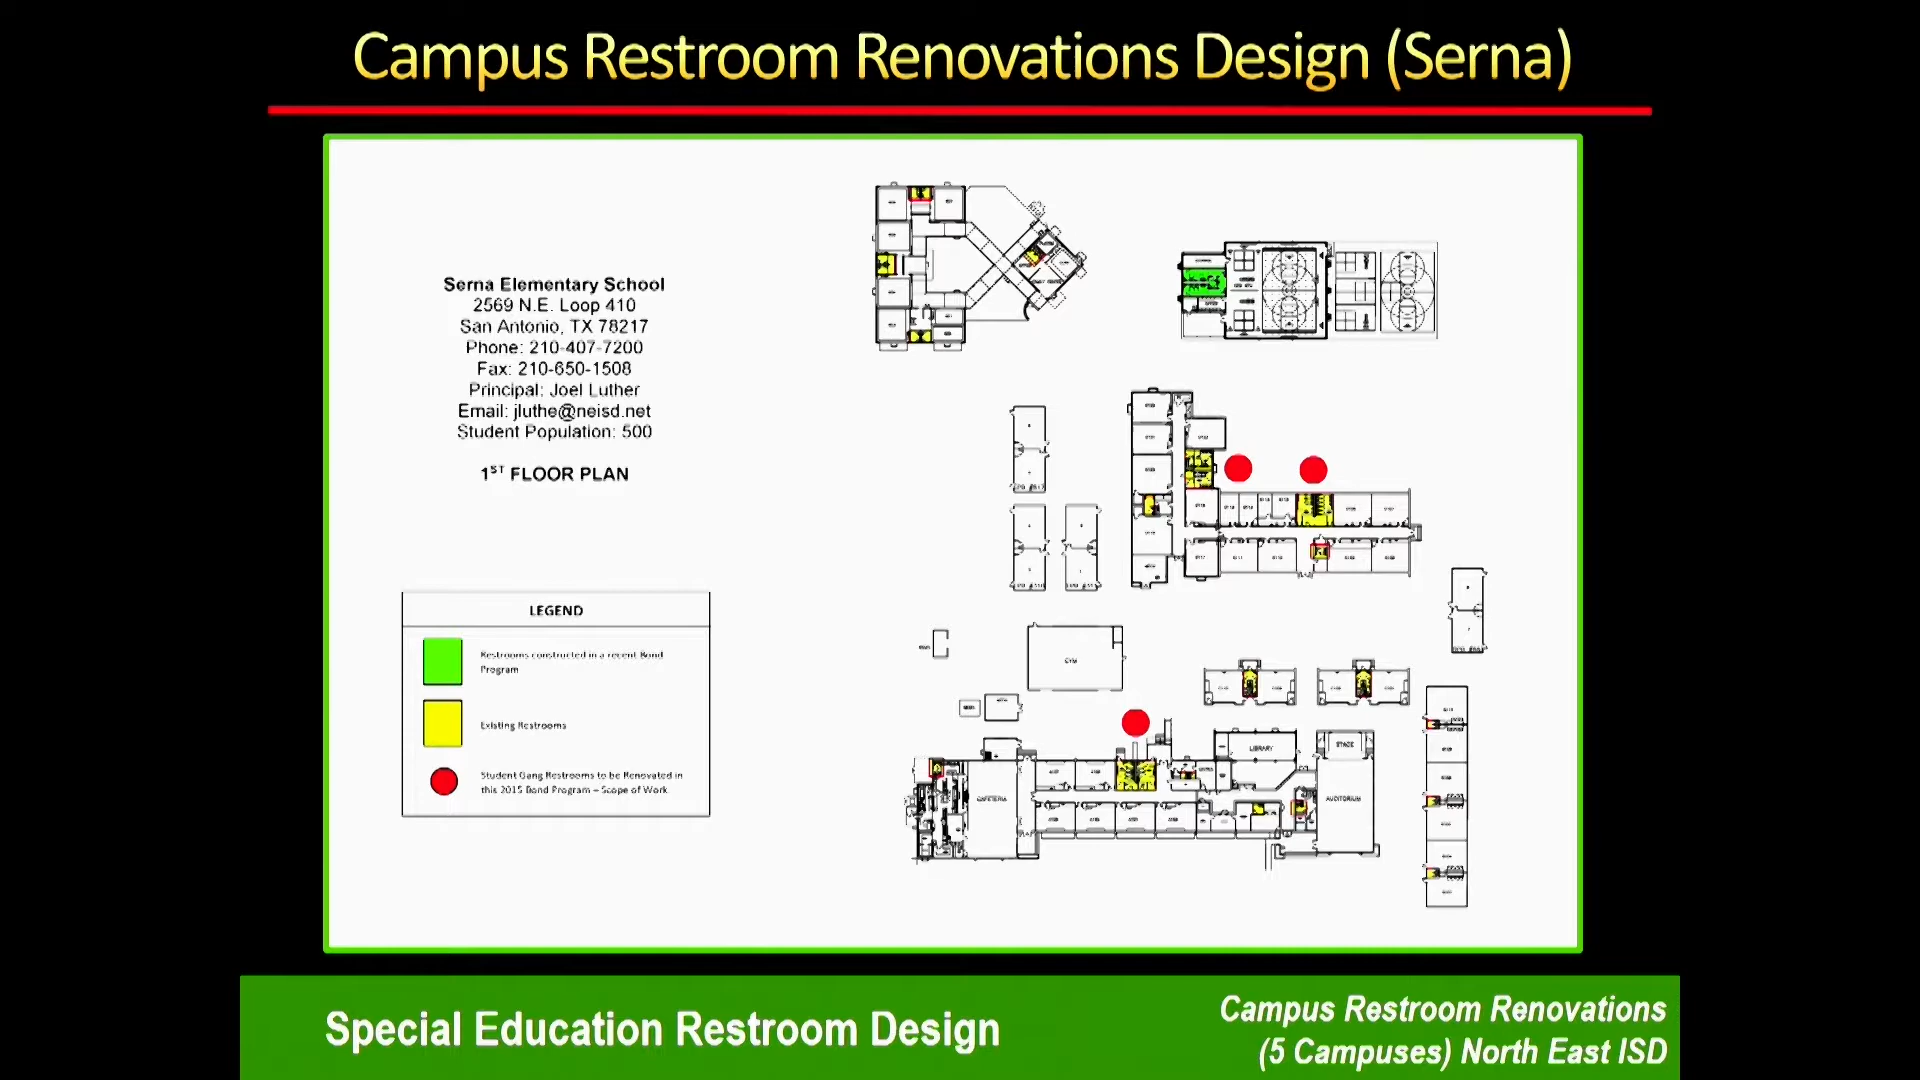 Campus Restroom Renovations Design (Serna)
Serna Elementary School
2569 N.E. Loop 410
San Antonio, TX 78217
Phone: 210-407-7200
Fax: 210-650-1508
Principal: Joel Luther
Email: jluthe@neisd.net
Student Population: 500
1ST FLOOR PLAN
LEGEND
Restrooms constructed in a recent Bond
Program
Existing Restrooms
Student Gang Restrooms to be Renovated in
this 2015 Bond Program – Scope of Work
GYM
LIBRARY
STAGE
CAFETERIA
AUDITORIUM
Special Education Restroom Design
Campus Restroom Renovations
(5 Campuses) North East ISD